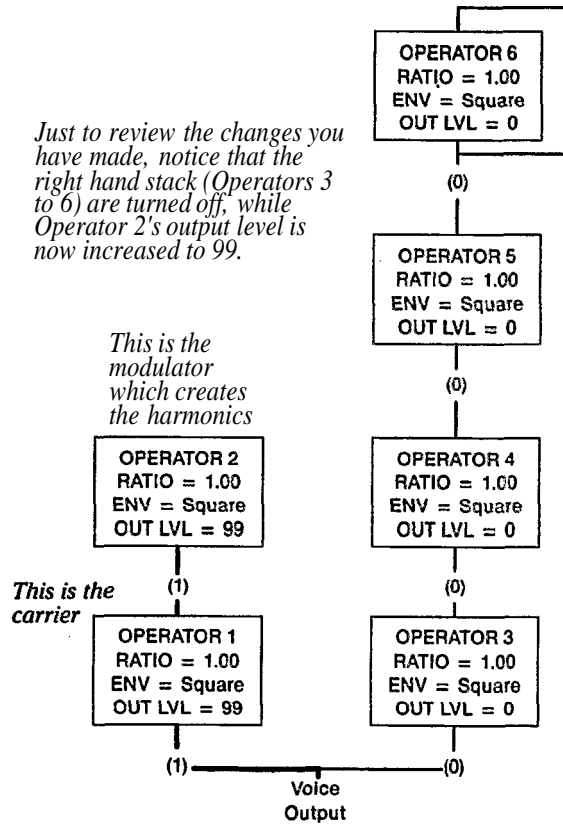 OPERATOR 6
RATIO = 1.00
ENV = Square
OUT LVL = 0
(0)
Just to review the changes you
have made, notice that the
right hand stack (Operators 3
to 6) are turned off, while
Operator 2's output level is
now increased to 99.
OPERATOR 5
RATIO = 1.00
ENV = Square
OUT LVL = 0
(0)
This is the
modulator
which creates
the harmonics
OPERATOR 2
RATIO = 1.00
ENV = Square
OUT LVL = 99
(1)
OPERATOR 4
RATIO = 1.00
ENV = Square
OUT LVL = 0
(0)
This is the
carrier
OPERATOR 1
RATIO = 1.00
ENV = Square
OUT LVL = 99
(1)
OPERATOR 3
RATIO = 1.00
ENV = Square
OUT LVL = 0
(0)
Voice
Output